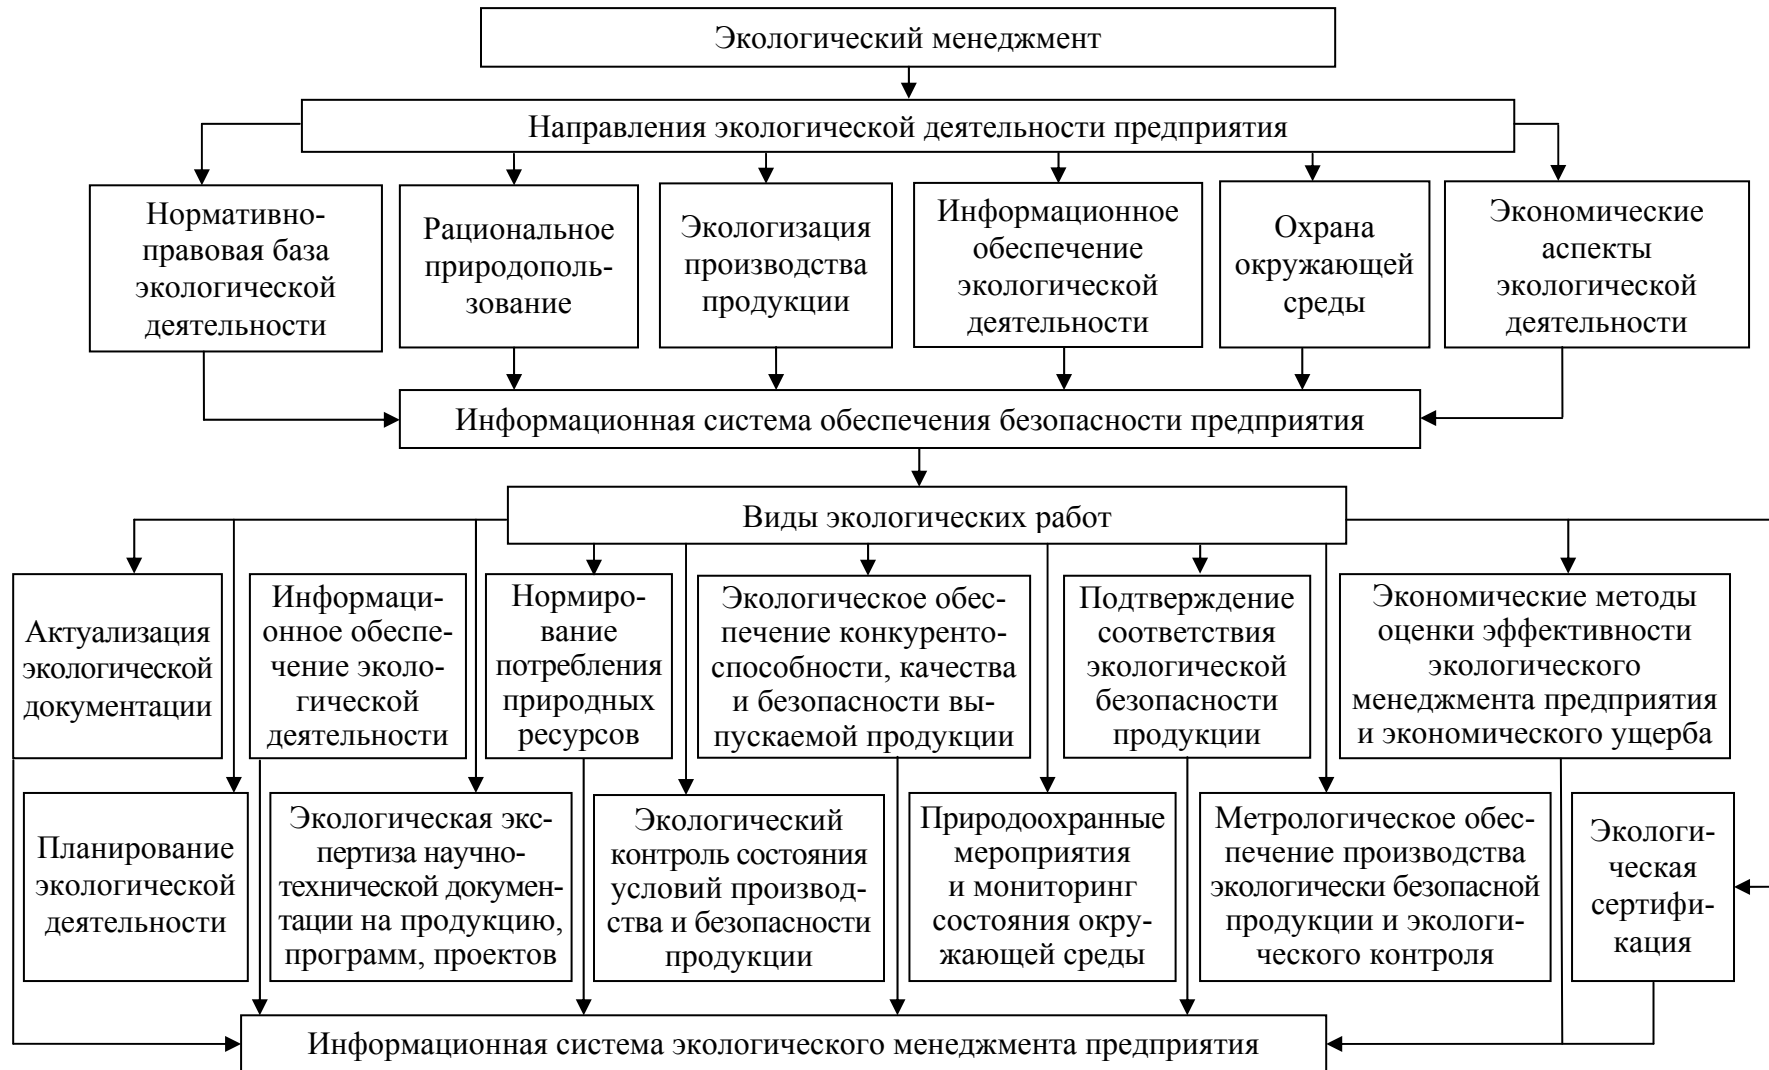 Экологический менеджмент
Направления экологической деятельности предприятия
Нормативно-
правовая база
экологической
деятельности
Рациональное
природополь-
зование
Экологизация
производства
продукции
Информационное
обеспечение
экологической
деятельности
Охрана
окружающей
среды
Экономические
аспекты
экологической
деятельности
Информационная система обеспечения безопасности предприятия
Виды экологических работ
Актуализация
экологической
документации
Информаци-
онное обеспе-
чение эколо-
гической
деятельности
Нормиро-
вание
потребления
природных
ресурсов
Экологическое обес-
печение конкуренто-
способности, качества
и безопасности вы-
пускаемой продукции
Подтверждение
соответствия
экологической
безопасности
продукции
Экономические методы
оценки эффективности
экологического
менеджмента предприятия
и экономического ущерба
Планирование
экологической
деятельности
Экологическая экс-
пертиза научно-
технической докумен-
тации на продукцию,
программ, проектов
Экологический
контроль состояния
условий производ-
ства и безопасности
продукции
Природоохранные
мероприятия
и мониторинг
состояния окру-
жающей среды
Метрологическое обес-
печение производства
экологически безопасной
продукции и экологи-
ческого контроля
Экологи-
ческая
сертифи-
кация
Информационная система экологического менеджмента предприятия